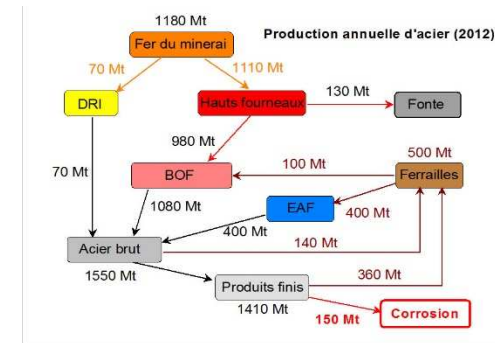 1180 Mt
Production annuelle d'acier (2012)
Fer du minerai
70 Mt
1110 Mt
DRI
Hauts fourneaux
130 Mt
Fonte
980 Mt
500 Mt
100 Mt
70 Mt
BOF
Ferrailles
1080 Mt
EAF
400 Mt
400 Mt
Acier brut
140 Mt
1550 Mt
360 Mt
Produits finis
1410 Mt
150 Mt
Corrosion